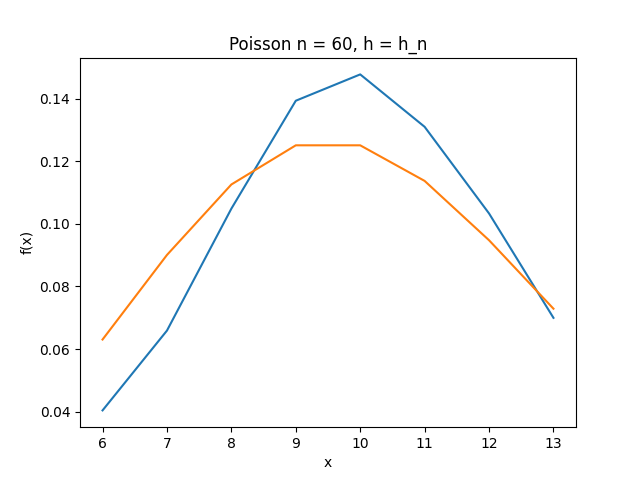 Poisson n = 60, h = h_n
f(x)
0.14
0.12
0.10
0.08
0.06
0.04
6 7 8 9 10 11 12 13
x